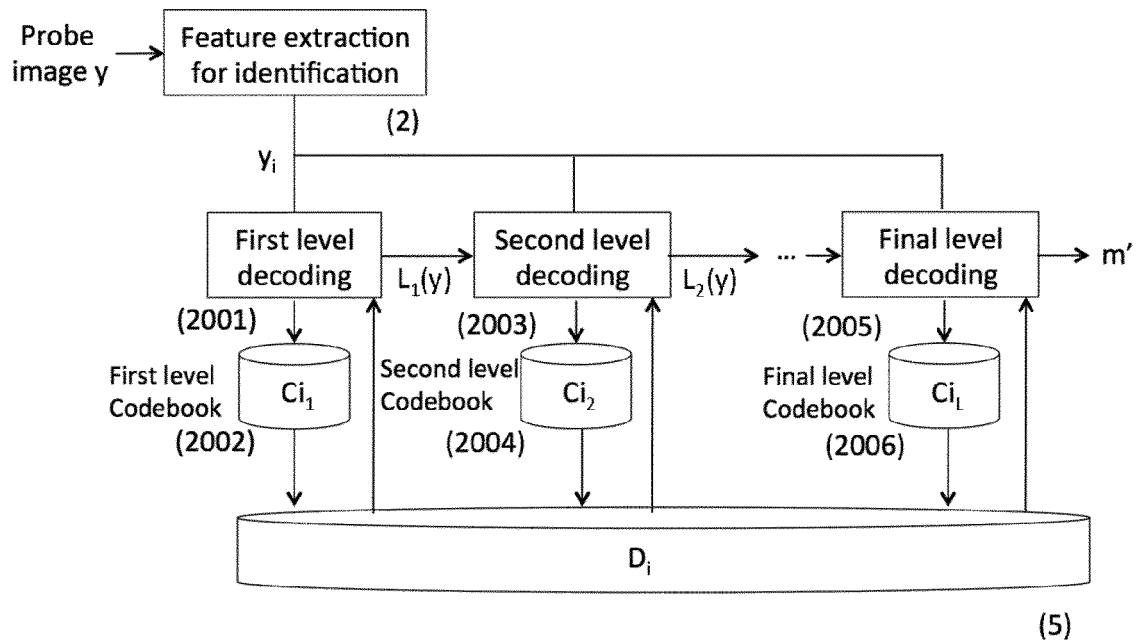 Probe
image y
Feature extraction
for identification
(2)
yᵢ
First level
decoding
L₁(y)
Second level
decoding
L₂(y)
...
Final level
decoding
m'
(2001)
(2003)
(2005)
First level
Codebook
(2002)
Ci₁
Second level
Codebook
(2004)
Ci₂
Final level
Codebook
(2006)
Ci_L
Dᵢ
(5)